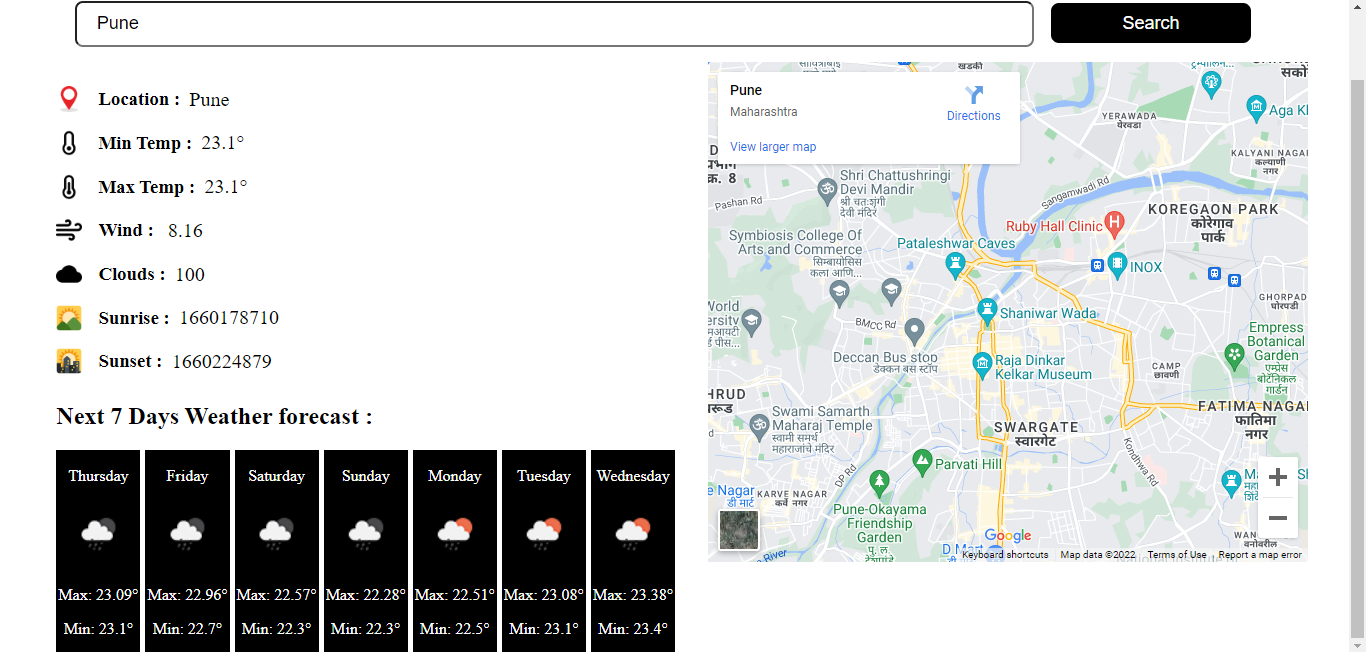 Pune
Search
Location : Pune
Min Temp : 23.1°
Max Temp : 23.1°
Wind : 8.16
Clouds : 100
Sunrise : 1660178710
Sunset : 1660224879
Next 7 Days Weather forecast :
Thursday Friday Saturday Sunday Monday Tuesday Wednesday
Max: 23.09° Max: 22.96° Max: 22.57° Max: 22.28° Max: 22.51° Max: 23.08° Max: 23.38°
Min: 23.1° Min: 22.7° Min: 22.3° Min: 22.3° Min: 22.5° Min: 23.1° Min: 23.4°
Pune
Maharashtra
Directions
View larger map
खडकी
YERAWADA
येरवडा
Aga Kh
KALYANI NAGAR
कल्याणी
नगर
क्र. 8
Pashan Rd
Shri Chattushringi
Devi Mandir
श्री चतःशृंगी
देवी मंदिर
Sangamwadi Rd
KOREGAON PARK
कोरेगाव
पार्क
Ruby Hall Clinic
Symbiosis College Of
Arts and Commerce
सिम्बायोसिस
कला आणि...
Pataleshwar Caves
INOX
GHORPAD
घोरपडी
World
BMCC Rd
Shaniwar Wada
Empress
Botanical
Garden
एम्प्रेस
बोटॅनिकल
गार्डन
Deccan Bus stop
डेक्कन बस स्टॉप
Raja Dinkar
Kelkar Museum
CAMP
छावणी
HRUD
रूड
Swami Samarth
Maharaj Temple
स्वामी समर्थ
महाराजांचे मंदिर
FATIMA NAGAR
फातिमा
नगर
SWARGATE
स्वारगेट
Kondhwa Rd
DP Rd
Parvati Hill
e Nagar
डी मार्ट
KARVE NAGAR
कर्वे नगर
Pune-Okayama
Friendship
Garden
पु. ल.
D Mart
River
Google
Keyboard shortcuts Map data ©2022 Terms of Use Report a map error